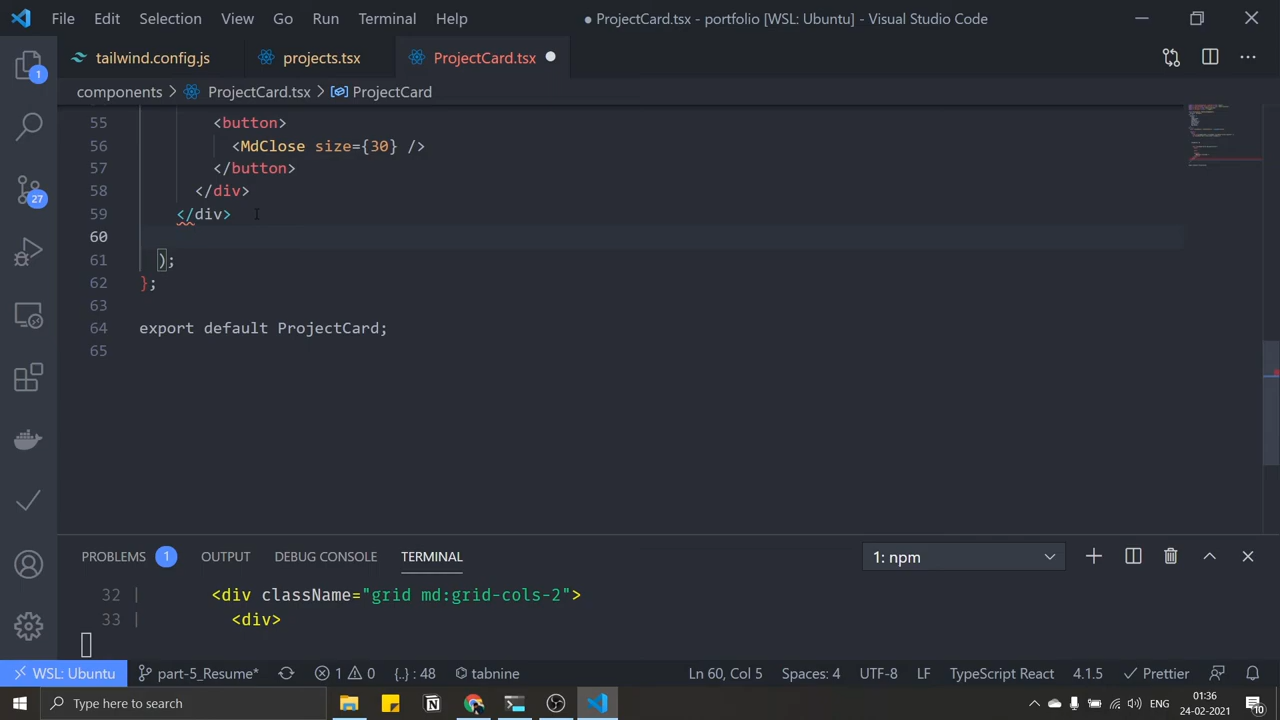 File Edit Selection View Go Run Terminal Help ● ProjectCard.tsx - portfolio [WSL: Ubuntu] - Visual Studio Code
tailwind.config.js projects.tsx ProjectCard.tsx
components > ProjectCard.tsx > ProjectCard
55 <button>
56 <MdClose size={30} />
57 </button>
58 </div>
59 </div>
60
61 );
62 };
63
64 export default ProjectCard;
65
1
27
PROBLEMS 1 OUTPUT DEBUG CONSOLE TERMINAL 1: npm
32 | <div className="grid md:grid-cols-2">
33 | <div>
WSL: Ubuntu part-5_Resume* 1 0 {..} : 48 tabnine Ln 60, Col 5 Spaces: 4 UTF-8 LF TypeScript React 4.1.5 Prettier
Type here to search ENG 01:36
24-02-2021 10